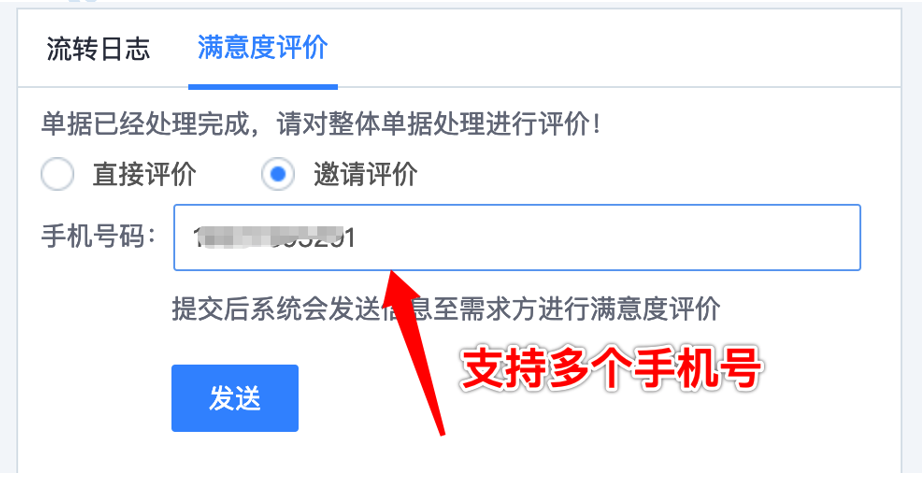 流转日志 满意度评价
单据已经处理完成，请对整体单据处理进行评价！
直接评价 邀请评价
手机号码：
提交后系统会发送信息至需求方进行满意度评价
支持多个手机号
发送